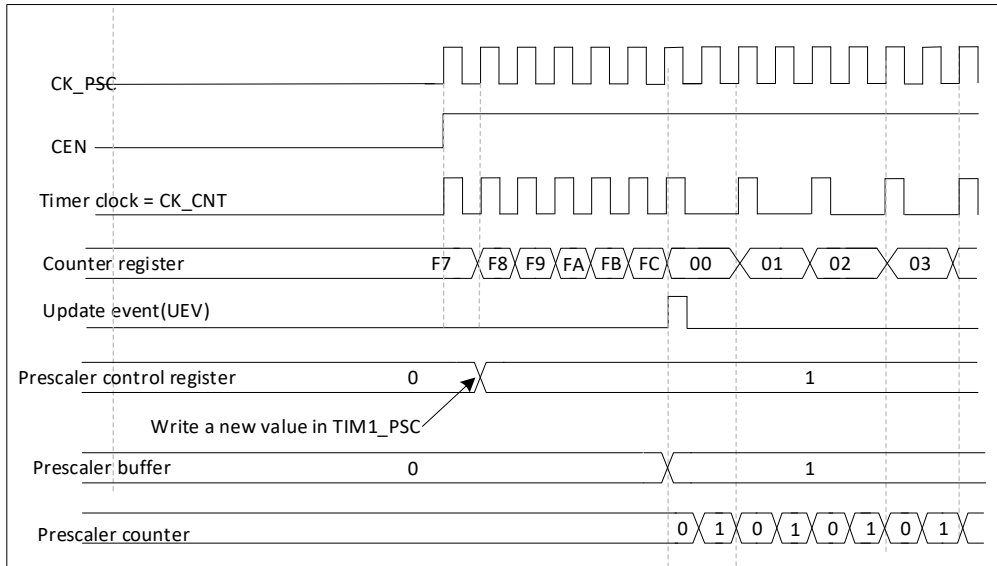 CK_PSC
CEN
Timer clock = CK_CNT
Counter register F7 F8 F9 FA FB FC 00 01 02 03
Update event(UEV)
Prescaler control register 0 1
Write a new value in TIM1_PSC
Prescaler buffer 0 1
Prescaler counter 0 1 0 1 0 1 0 1